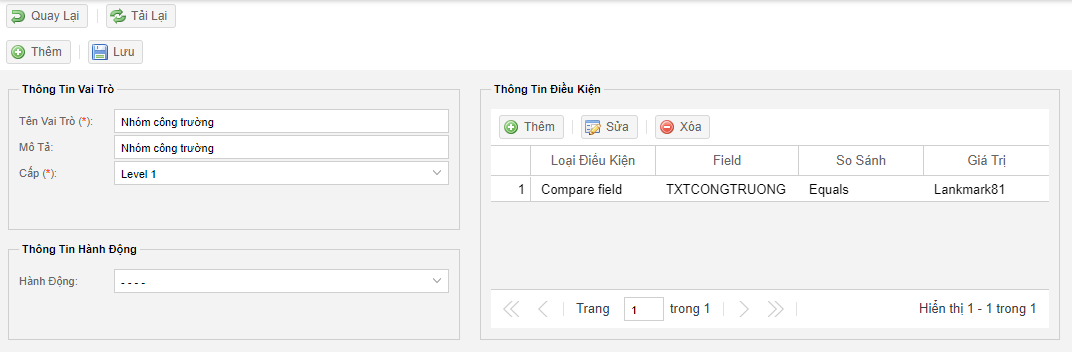 Quay Lại
Tải Lại
Thêm
Lưu
Thông Tin Vai Trò
Tên Vai Trò (*): Nhóm công trường
Mô Tả: Nhóm công trường
Cấp (*): Level 1
Thông Tin Hành Động
Hành Động: - - - -
Thông Tin Điều Kiện
Thêm
Sửa
Xóa
Loại Điều Kiện Field So Sánh Giá Trị
1 Compare field TXTCONGTRUONG Equals Lankmark81
Trang 1 trong 1
Hiển thị 1 - 1 trong 1